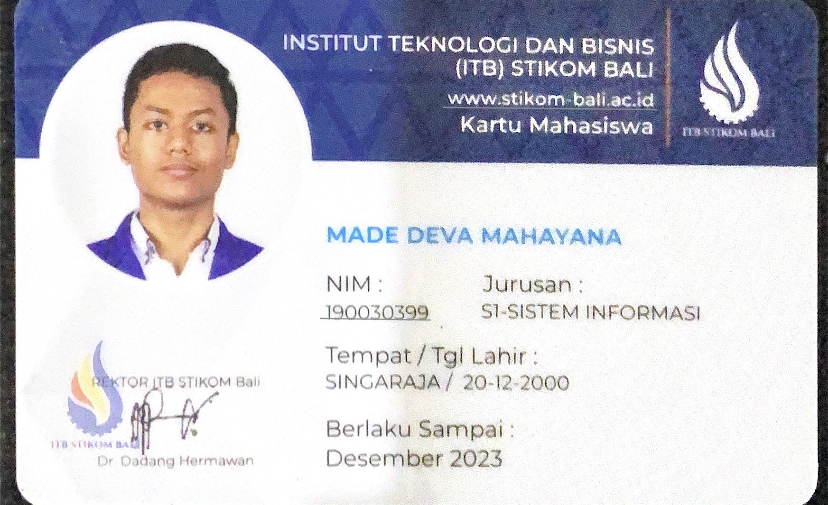 INSTITUT TEKNOLOGI DAN BISNIS
(ITB) STIKOM BALI
www.stikom-bali.ac.id
Kartu Mahasiswa
ITB STIKOM BALI
MADE DEVA MAHAYANA
NIM :
Jurusan :
190030399
S1-SISTEM INFORMASI
Tempat / Tgl Lahir :
SINGARAJA / 20-12-2000
Berlaku Sampai :
Desember 2023
REKTOR ITB STIKOM Bali
ITB STIKOM BALI
Dr. Dadang Hermawan